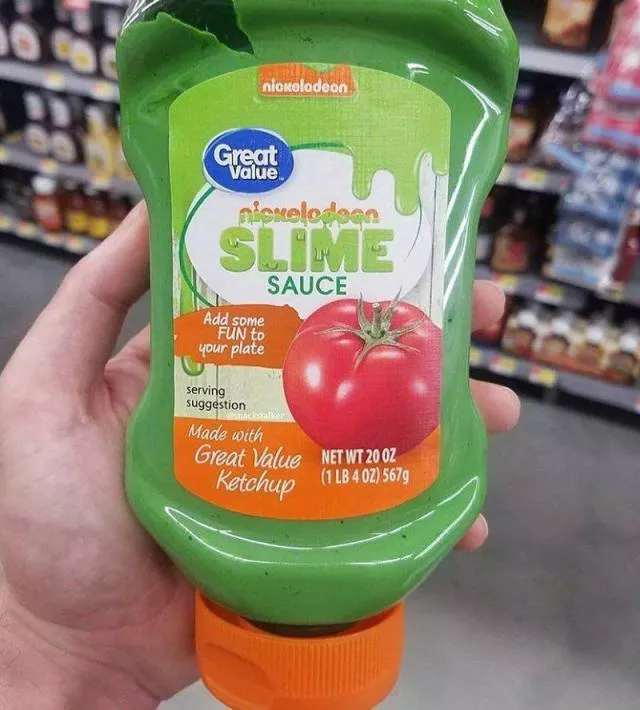 nickelodeon
Great
Value
nickelodeon
SLIME
SAUCE
Add some
FUN to
your plate
serving
suggestion
@snackstalker
Made with
Great Value
Ketchup
NET WT 20 OZ
(1 LB 4 OZ) 567g